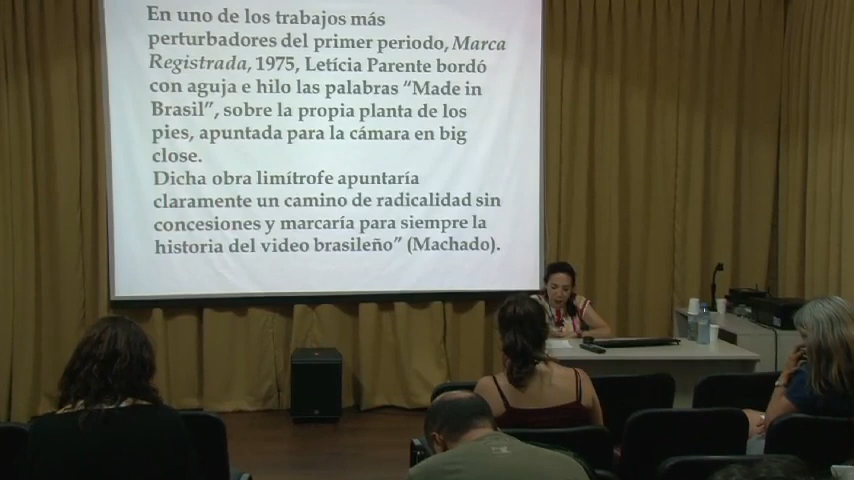 En uno de los trabajos más
perturbadores del primer periodo, Marca
Registrada, 1975, Letícia Parente bordó
con aguja e hilo las palabras “Made in
Brasil”, sobre la propia planta de los
pies, apuntada para la cámara en big
close.
Dicha obra limítrofe apuntaría
claramente un camino de radicalidad sin
concesiones y marcaría para siempre la
historia del video brasileño” (Machado).